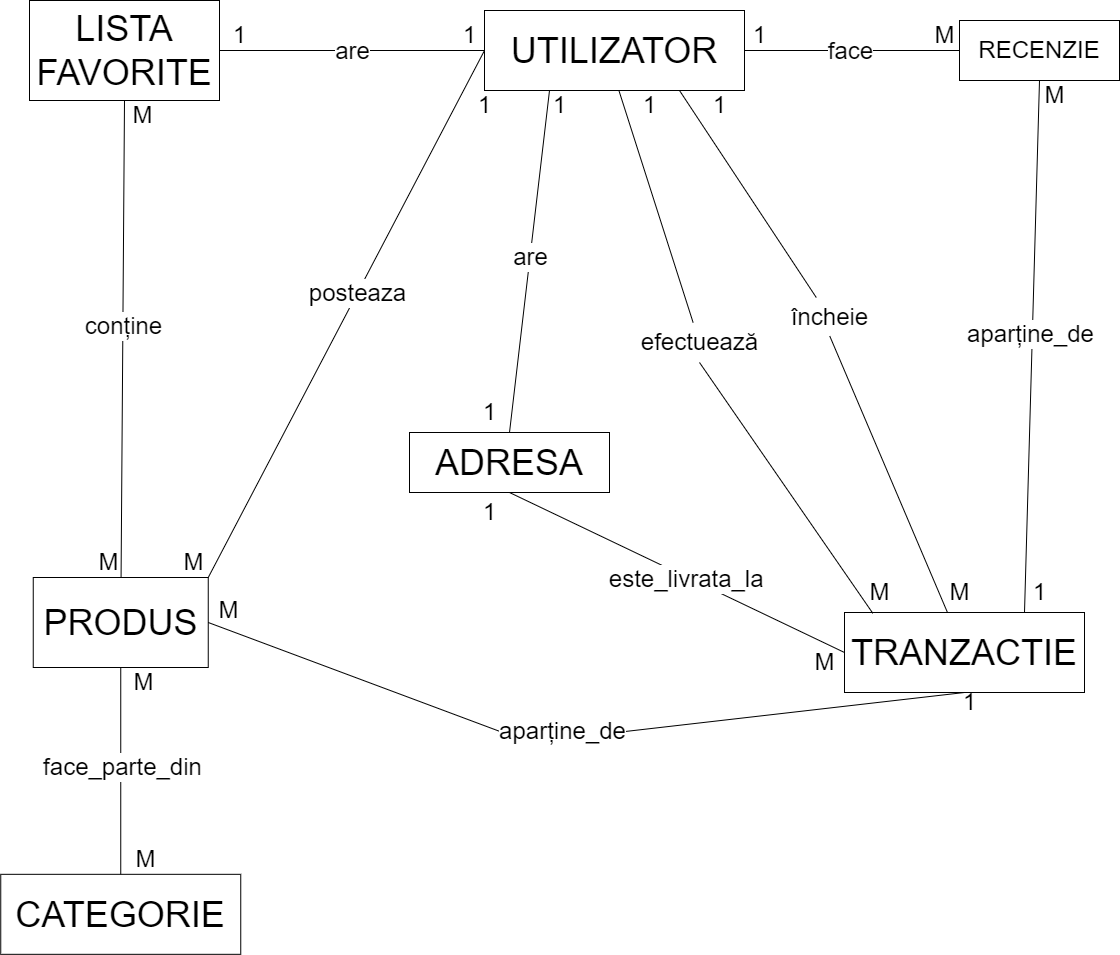 LISTA
FAVORITE
1
are
1
UTILIZATOR
1
face
M
RECENZIE
M
1
1
1
1
M
are
posteaza
încheie
conține
aparține_de
efectuează
1
ADRESA
1
M
M
este_livrata_la
M
M
1
M
PRODUS
M
TRANZACTIE
M
1
aparține_de
face_parte_din
M
CATEGORIE